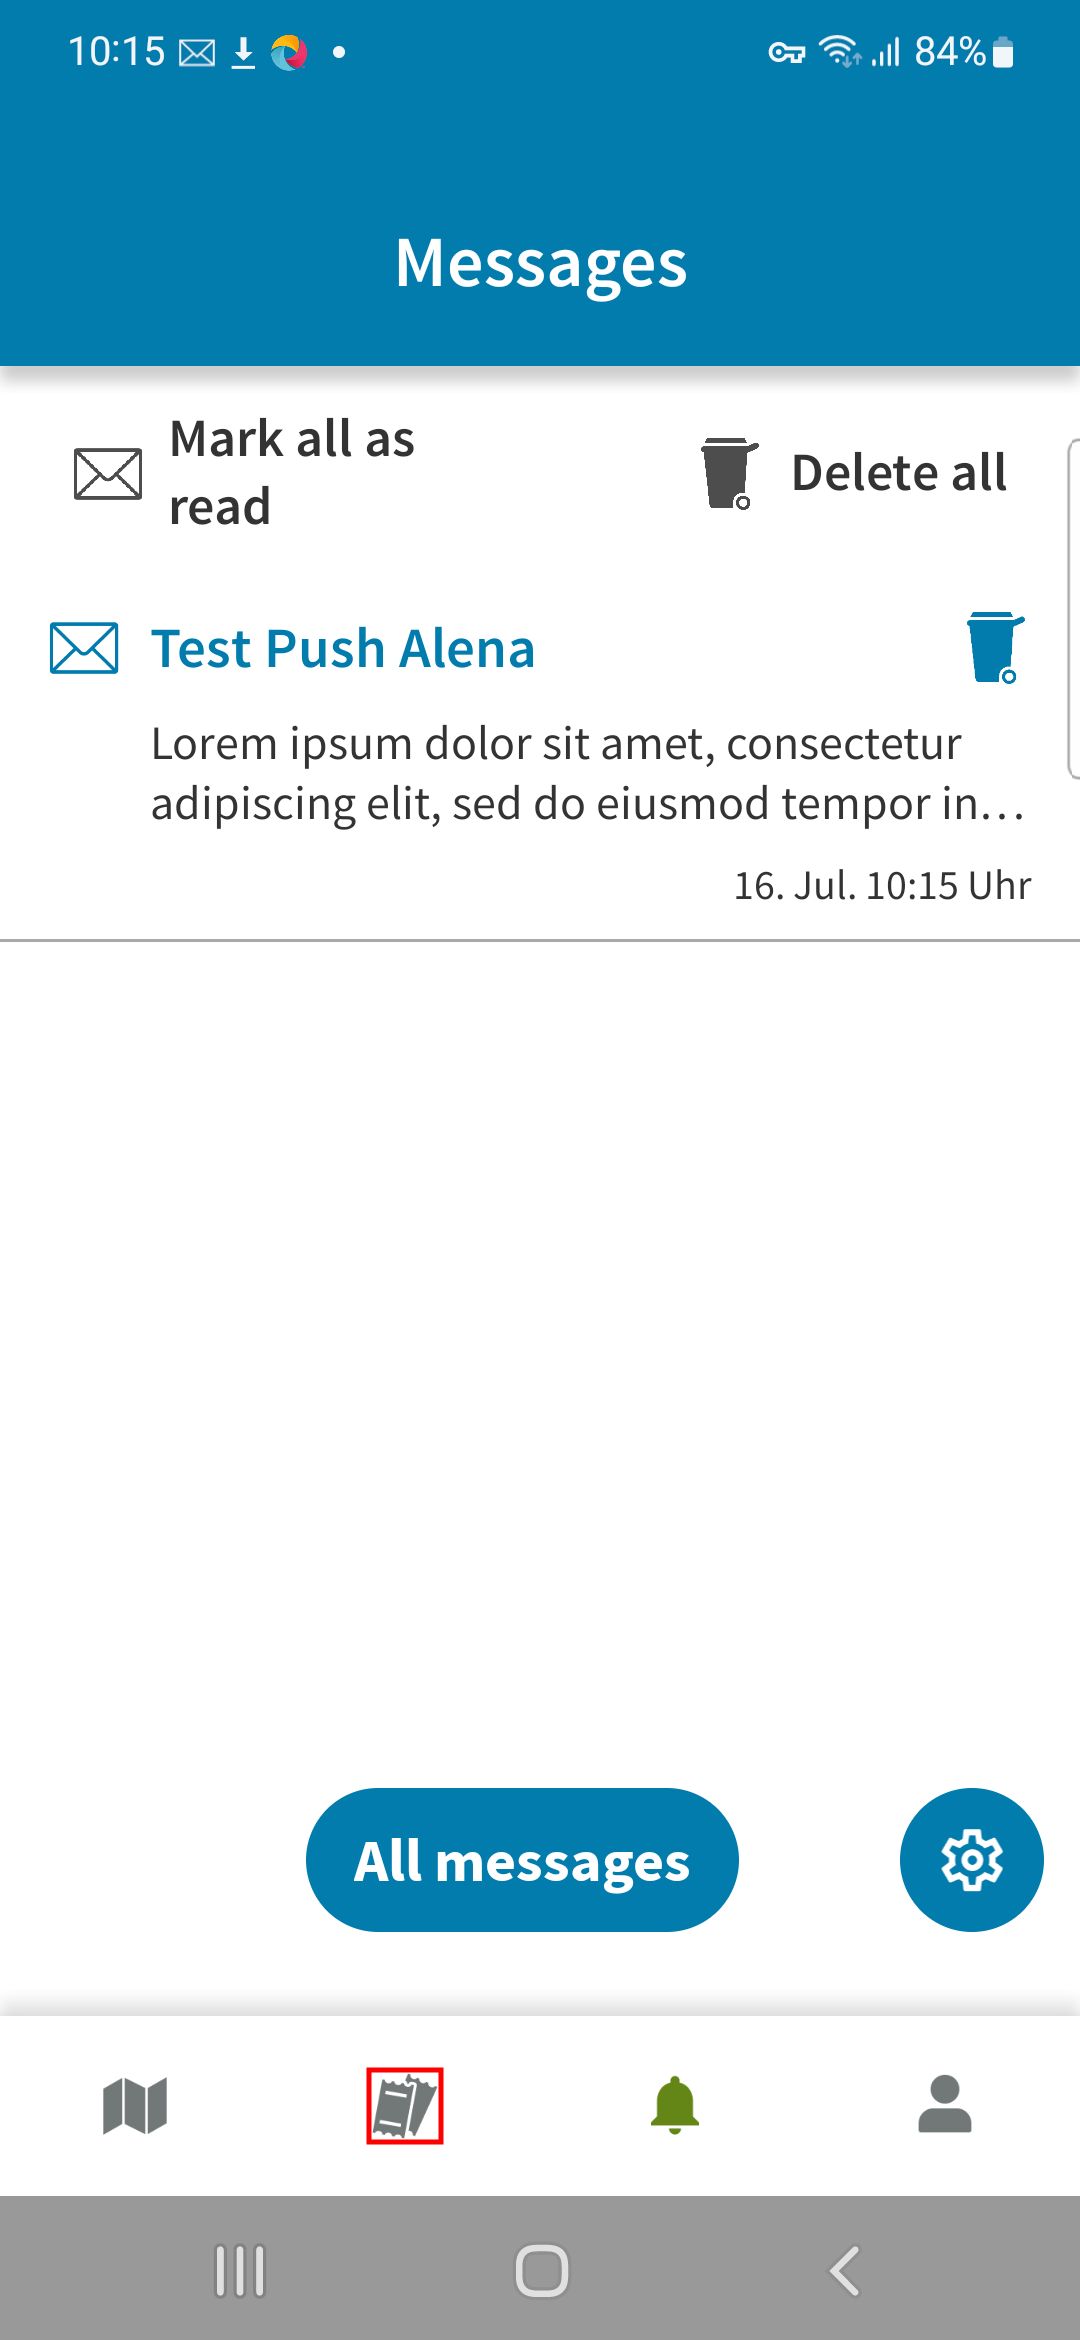 10:15
84%
Messages
Mark all as
read
Delete all
Test Push Alena
Lorem ipsum dolor sit amet, consectetur
adipiscing elit, sed do eiusmod tempor in…
16. Jul. 10:15 Uhr
All messages